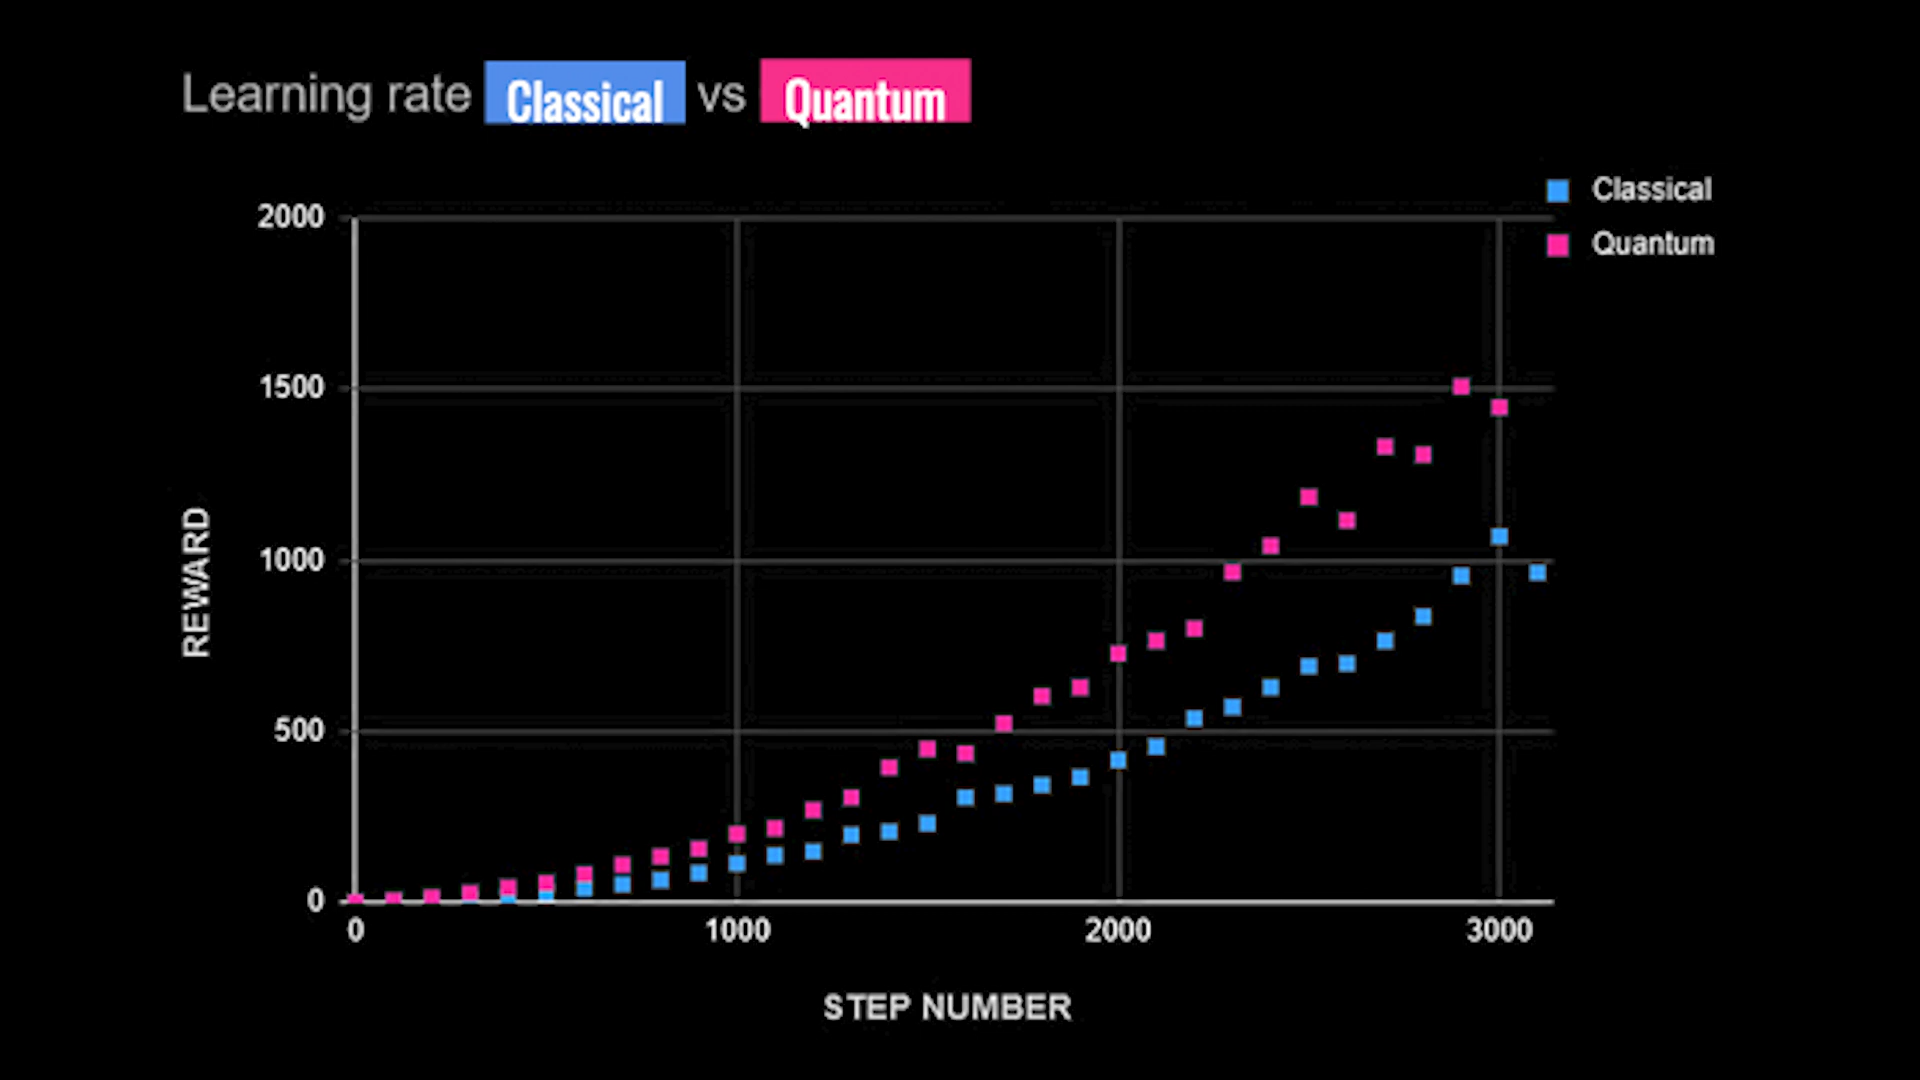 Learning rate Classical vs Quantum
Classical
Quantum
2000
1500
1000
500
0
REWARD
0 1000 2000 3000
STEP NUMBER